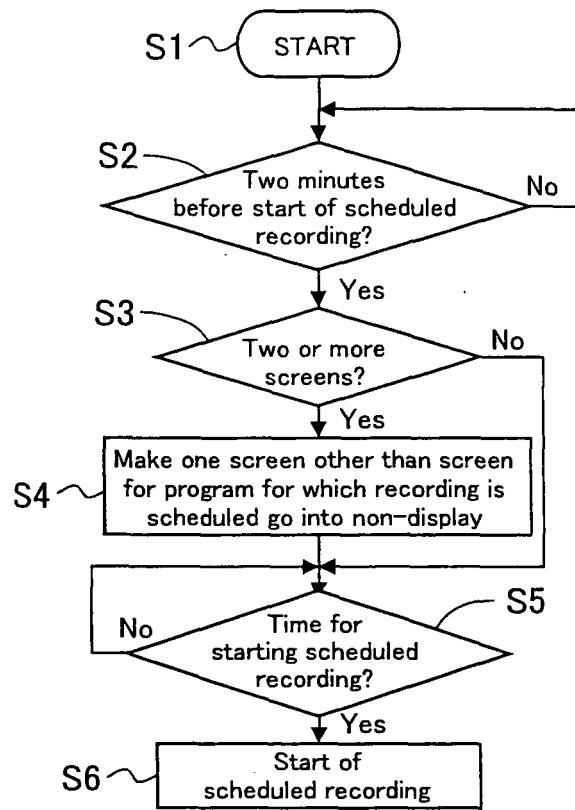 S1
START
S2
Two minutes
before start of scheduled
recording?
No
Yes
S3
No
Two or more
screens?
Yes
S4
Make one screen other than screen
for program for which recording is
scheduled go into non-display
S5
No
Time for
starting scheduled
recording?
Yes
S6
Start of
scheduled recording